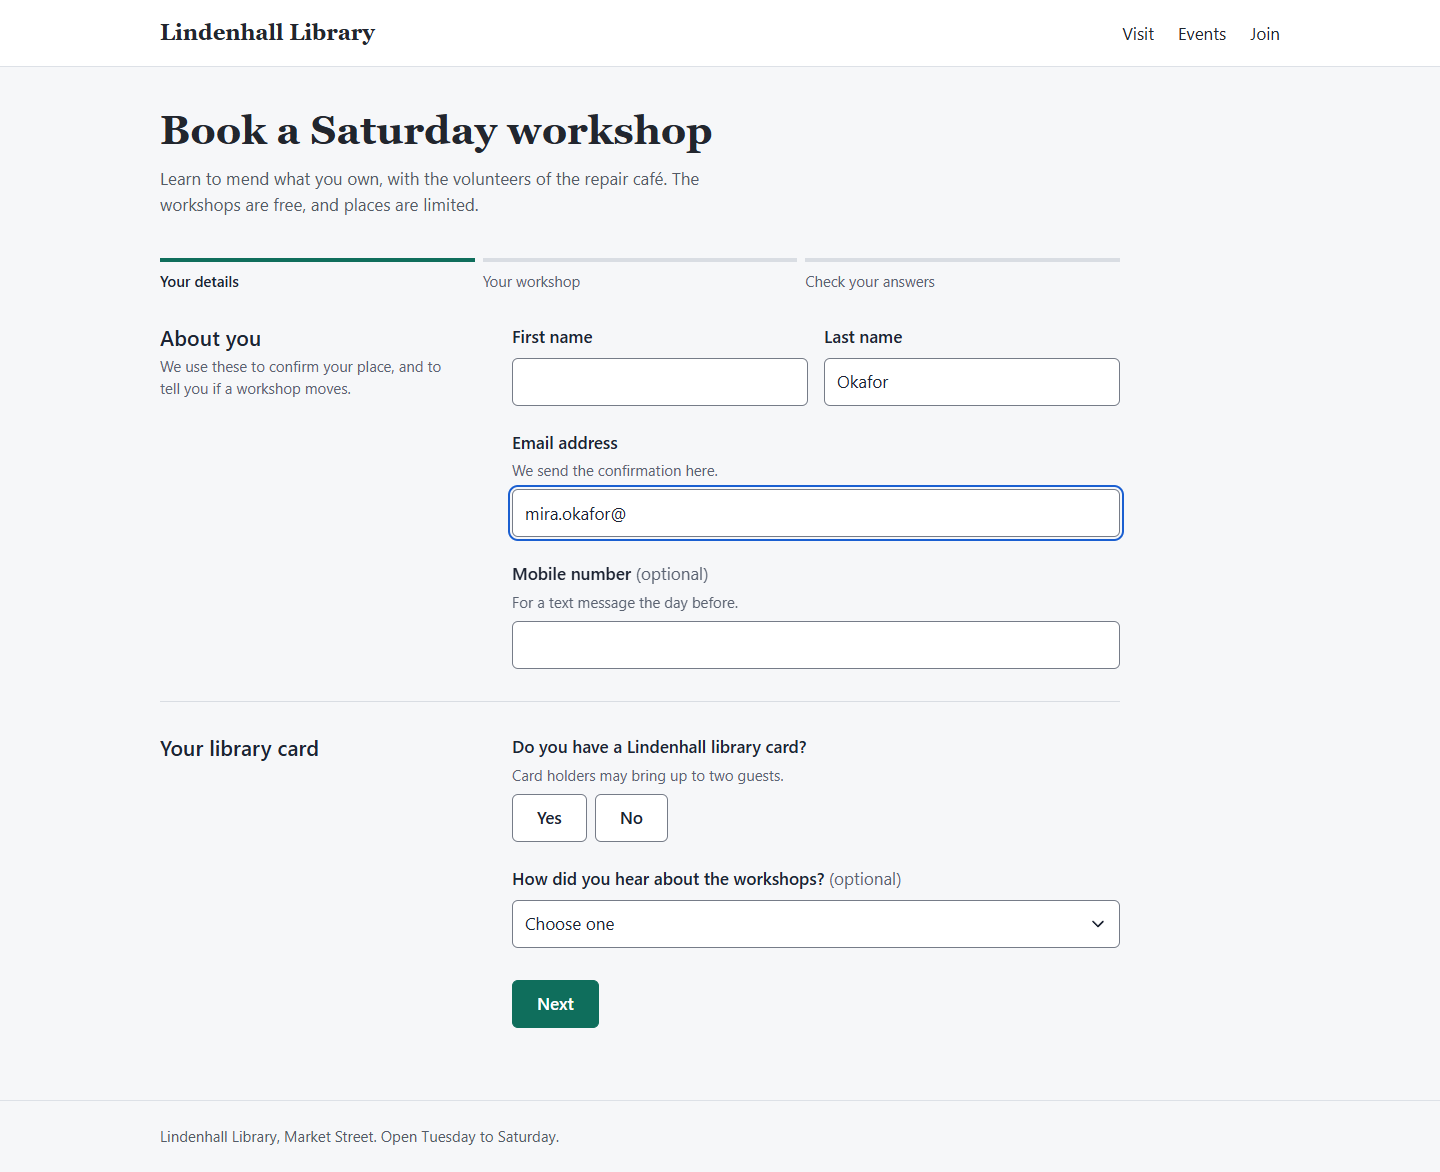 Lindenhall Library
Visit Events Join
Book a Saturday workshop
Learn to mend what you own, with the volunteers of the repair café. The
workshops are free, and places are limited.
Your details
Your workshop
Check your answers
About you
We use these to confirm your place, and to
tell you if a workshop moves.
First name
Last name
Okafor
Email address
We send the confirmation here.
mira.okafor@
Mobile number (optional)
For a text message the day before.
Your library card
Do you have a Lindenhall library card?
Card holders may bring up to two guests.
Yes
No
How did you hear about the workshops? (optional)
Choose one
Next
Lindenhall Library, Market Street. Open Tuesday to Saturday.